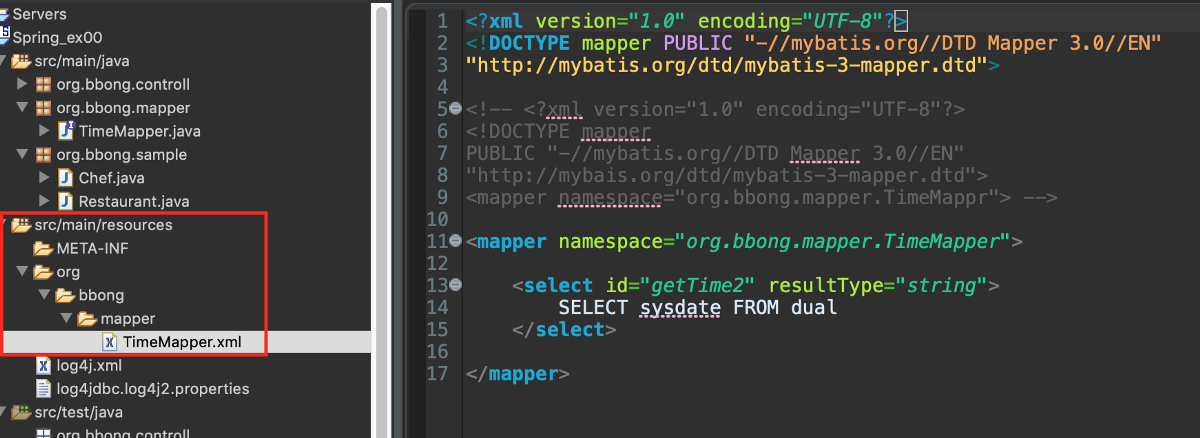 Servers
Spring_ex00
src/main/java
org.bbong.controll
org.bbong.mapper
TimeMapper.java
org.bbong.sample
Chef.java
Restaurant.java
src/main/resources
META-INF
org
bbong
mapper
TimeMapper.xml
log4j.xml
log4jdbc.log4j2.properties
src/test/java
org.bbong.controll
1 <?xml version="1.0" encoding="UTF-8"?>
2 <!DOCTYPE mapper PUBLIC "-//mybatis.org//DTD Mapper 3.0//EN"
3 "http://mybatis.org/dtd/mybatis-3-mapper.dtd">
4
5 <!-- <?xml version="1.0" encoding="UTF-8"?>
6 <!DOCTYPE mapper
7 PUBLIC "-//mybatis.org//DTD Mapper 3.0//EN"
8 "http://mybais.org/dtd/mybatis-3-mapper.dtd">
9 <mapper namespace="org.bbong.mapper.TimeMappr"> -->
10
11 <mapper namespace="org.bbong.mapper.TimeMapper">
12
13 <select id="getTime2" resultType="string">
14 SELECT sysdate FROM dual
15 </select>
16
17 </mapper>